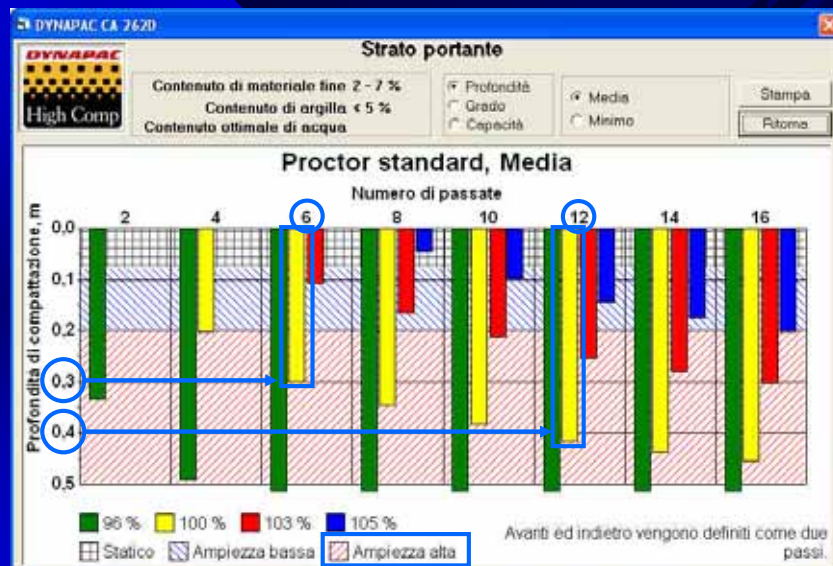 DYNAPAC CA 262D
DYNAPAC
High Comp
Strato portante
Contenuto di materiale fine 2 - 7 %
Contenuto di argilla < 5 %
Contenuto ottimale di acqua
Profondità
Grado
Capacità
Media
Minimo
Stampa
Ritorna
Proctor standard, Media
Numero di passate
2 4 6 8 10 12 14 16
Profondita di compattazione, m
0,0
0,1
0,2
0,3
0,4
0,5
96 % 100 % 103 % 105 %
Statico Ampiezza bassa Ampiezza alta
Avanti ed indietro vengono definiti come due
passi.